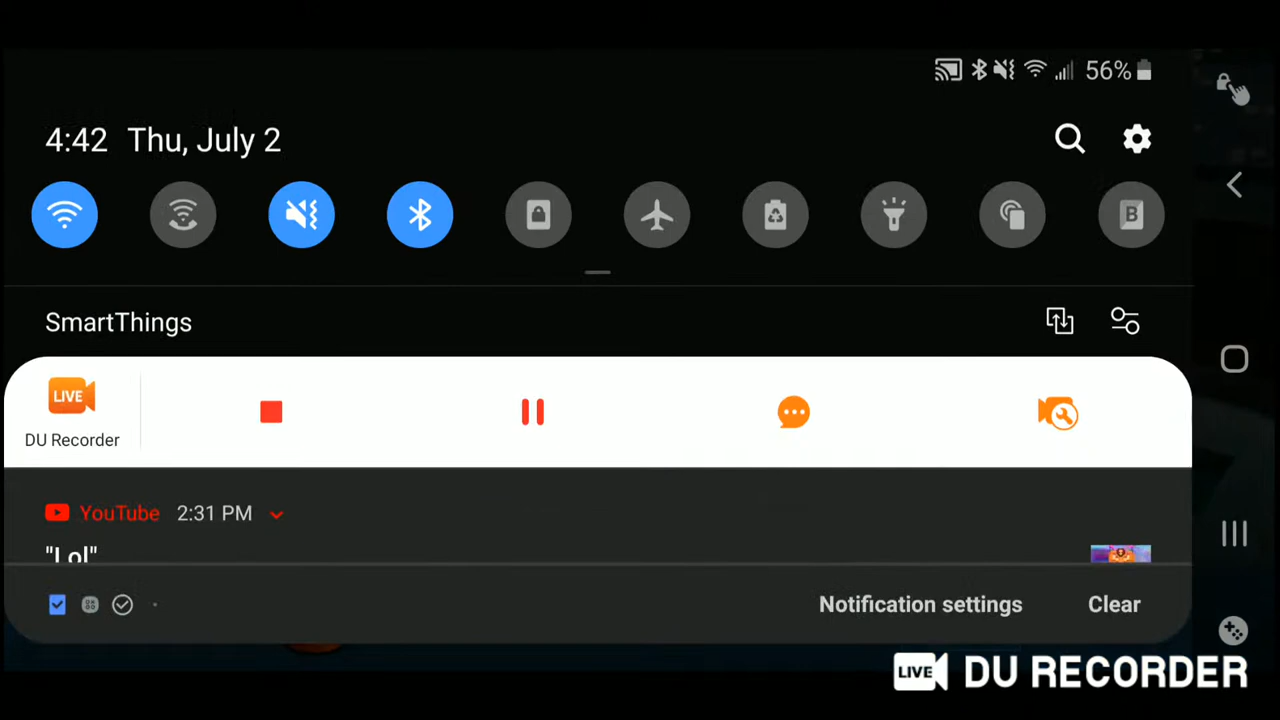 56%
4:42 Thu, July 2
B
SmartThings
LIVE
DU Recorder
YouTube 2:31 PM
"Lol"
Notification settings Clear
LIVE DU RECORDER